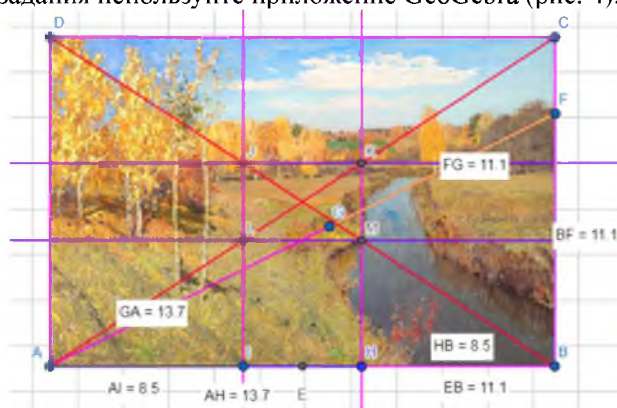 задания используйте приложение GeoGebra (рис. 4).
D
C
F
J
K
FG = 11.1
G
L
M
BF = 11.1
GA = 13.7
HB = 8.5
A
I
H
B
AI = 8.5
AH = 13.7
E
EB = 11.1